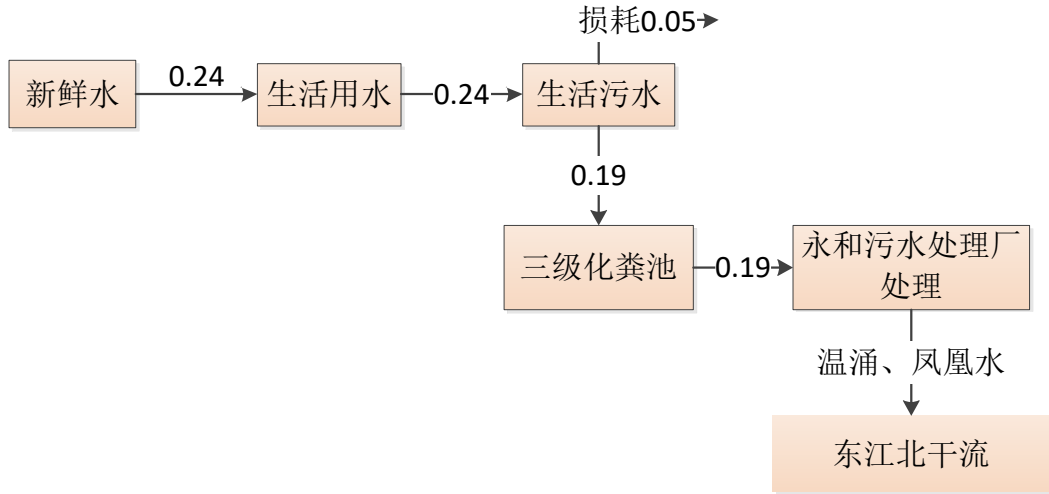 损耗0.05
新鲜水
0.24
生活用水
0.24
生活污水
0.19
三级化粪池
0.19
永和污水处理厂
处理
温涌、凤凰水
东江北干流